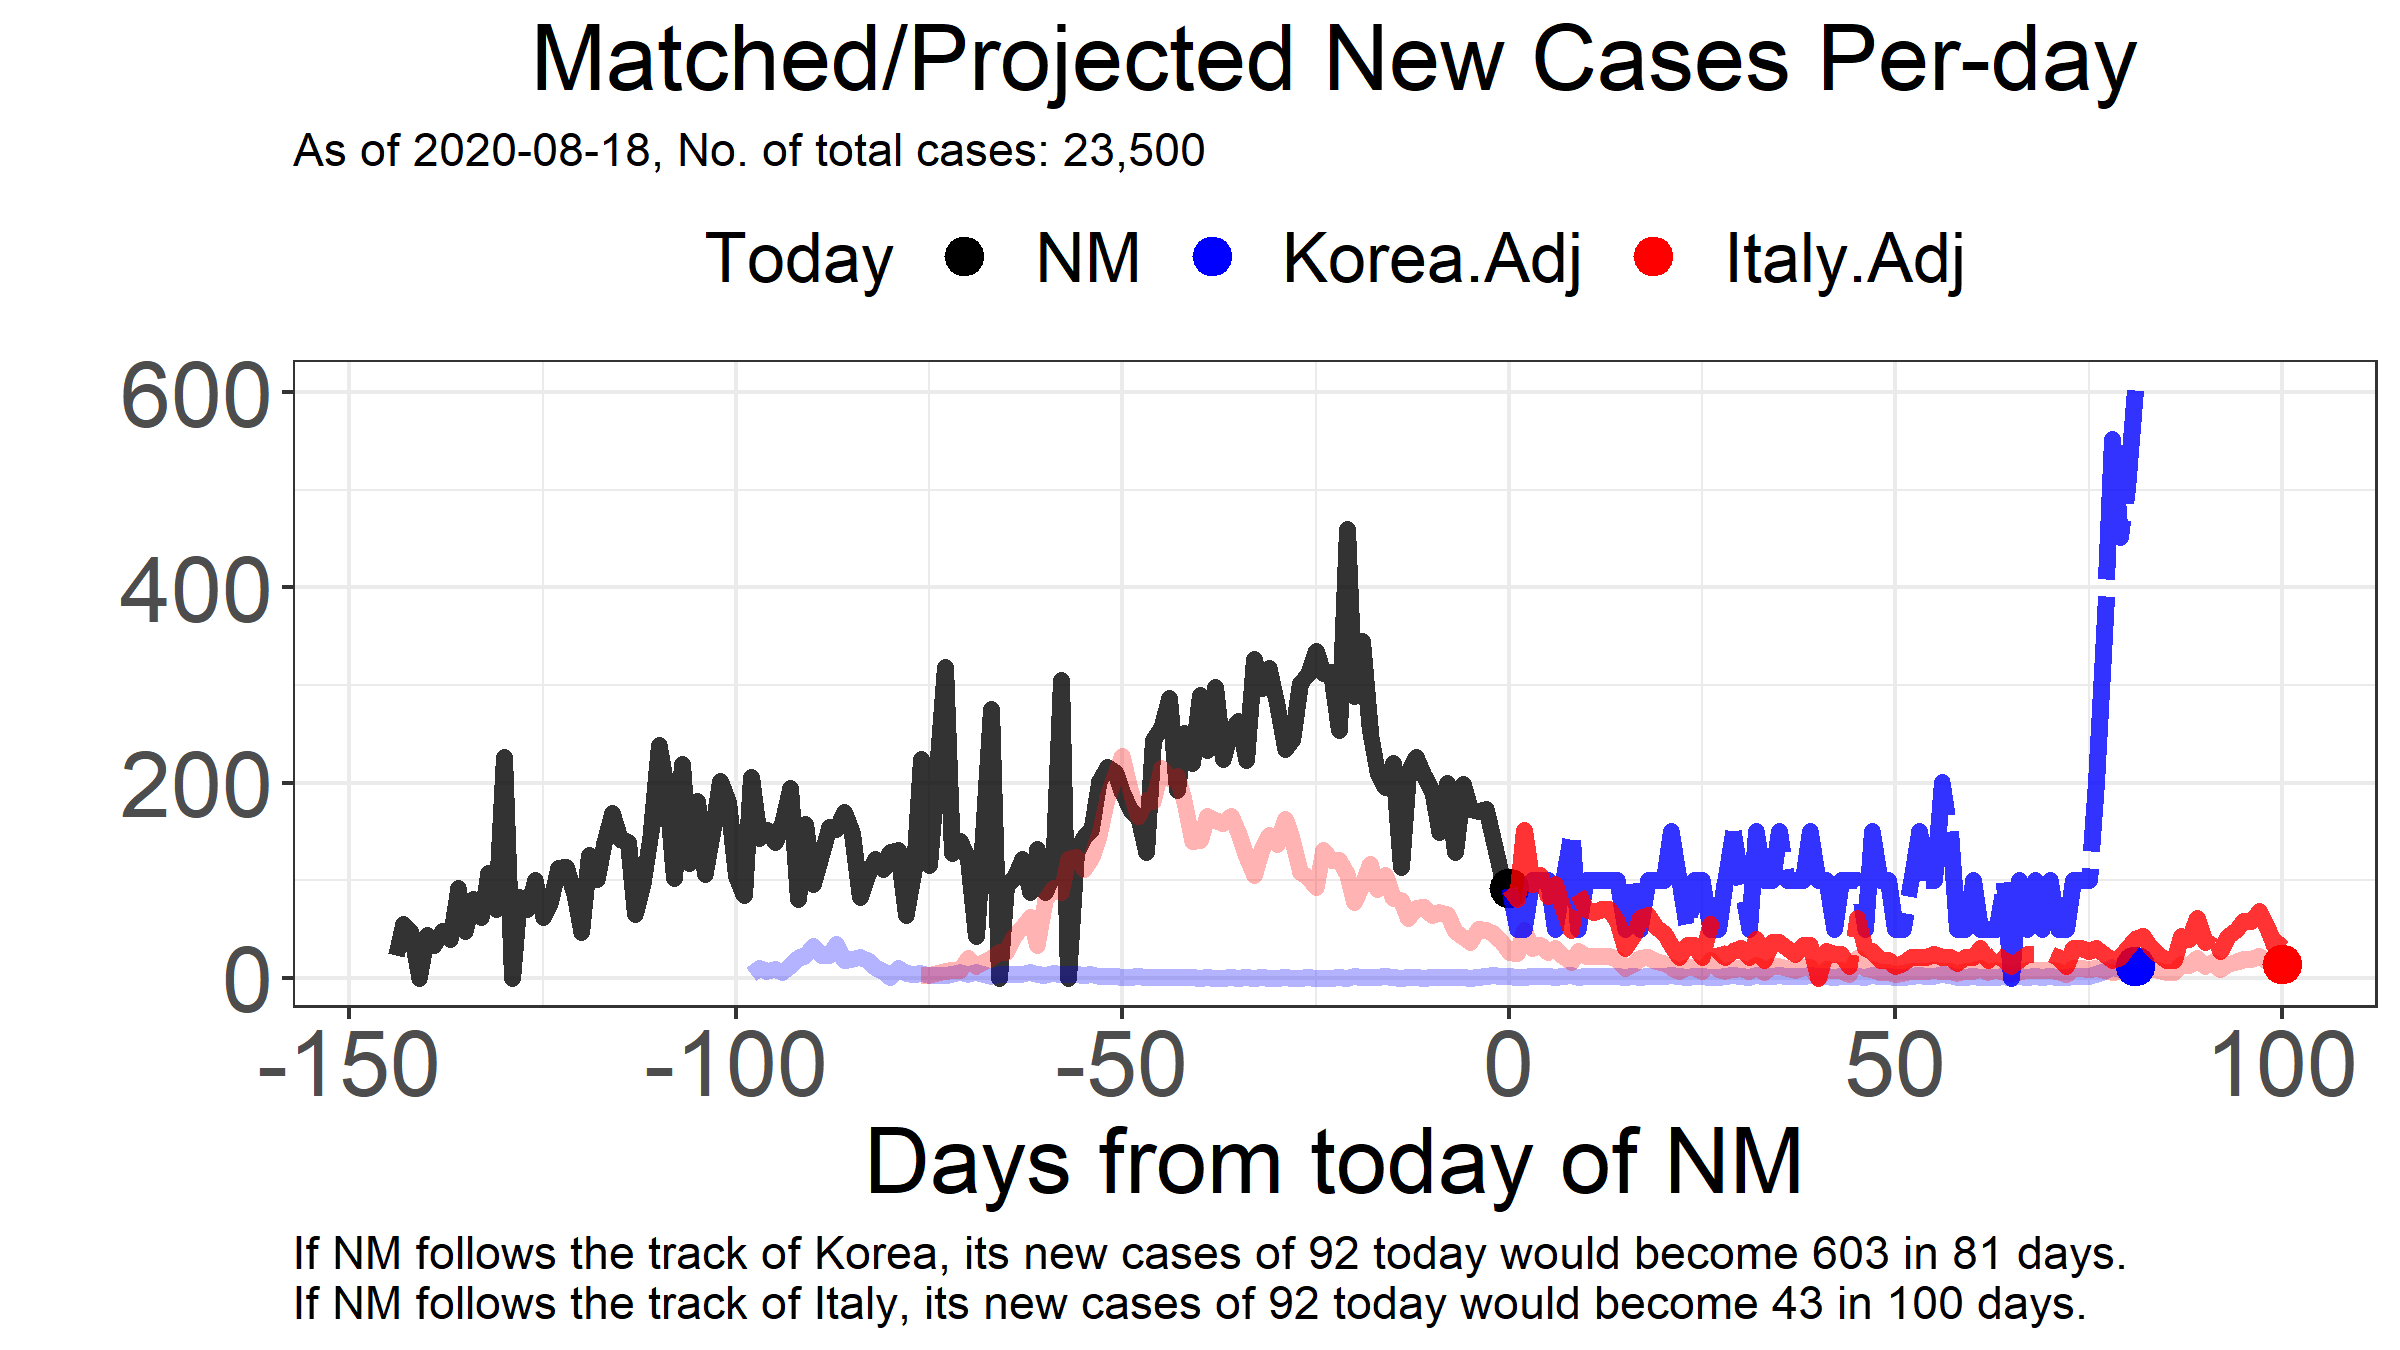 Matched/Projected New Cases Per-day
As of 2020-08-18, No. of total cases: 23,500
Today NM Korea.Adj Italy.Adj
600
400
200
0
-150 -100 -50 0 50 100
Days from today of NM
If NM follows the track of Korea, its new cases of 92 today would become 603 in 81 days.
If NM follows the track of Italy, its new cases of 92 today would become 43 in 100 days.